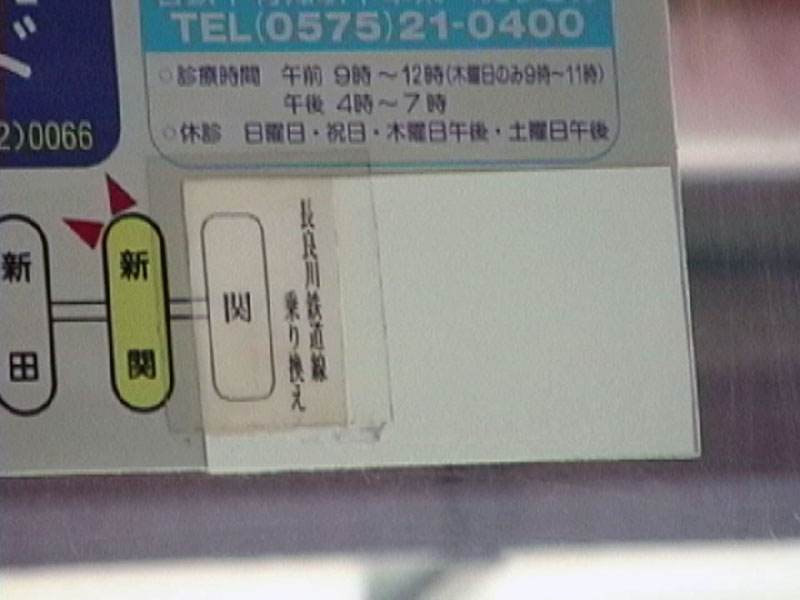 TEL(0575)21-0400
○診療時間 午前 9時～12時(木曜日のみ9時～11時)
午後 4時～7時
○休診 日曜日・祝日・木曜日午後・土曜日午後
2)0066
新田
新関
関
長良川鉄道線
乗り換え